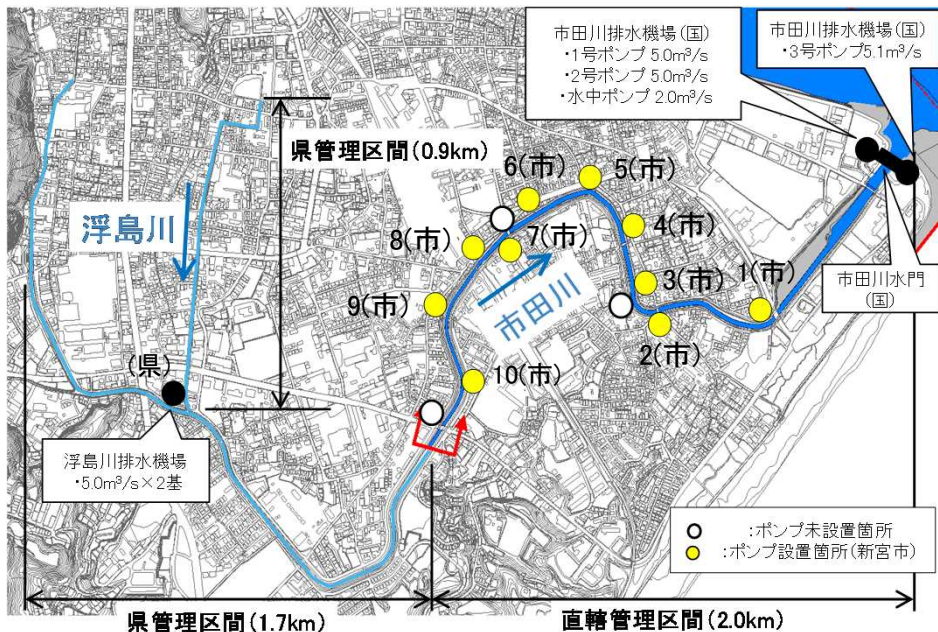 市田川排水機場(国)
・1号ポンプ 5.0m³/s
・2号ポンプ 5.0m³/s
・水中ポンプ 2.0m³/s
市田川排水機場(国)
・3号ポンプ5.1m³/s
県管理区間(0.9km)
6(市)
5(市)
浮島川
8(市)
7(市)
4(市)
9(市)
市田川
3(市)
1(市)
市田川水門
(国)
2(市)
(県)
10(市)
浮島川排水機場
・5.0m³/s×2基
:ポンプ未設置箇所
:ポンプ設置箇所(新宮市)
県管理区間(1.7km)
直轄管理区間(2.0km)